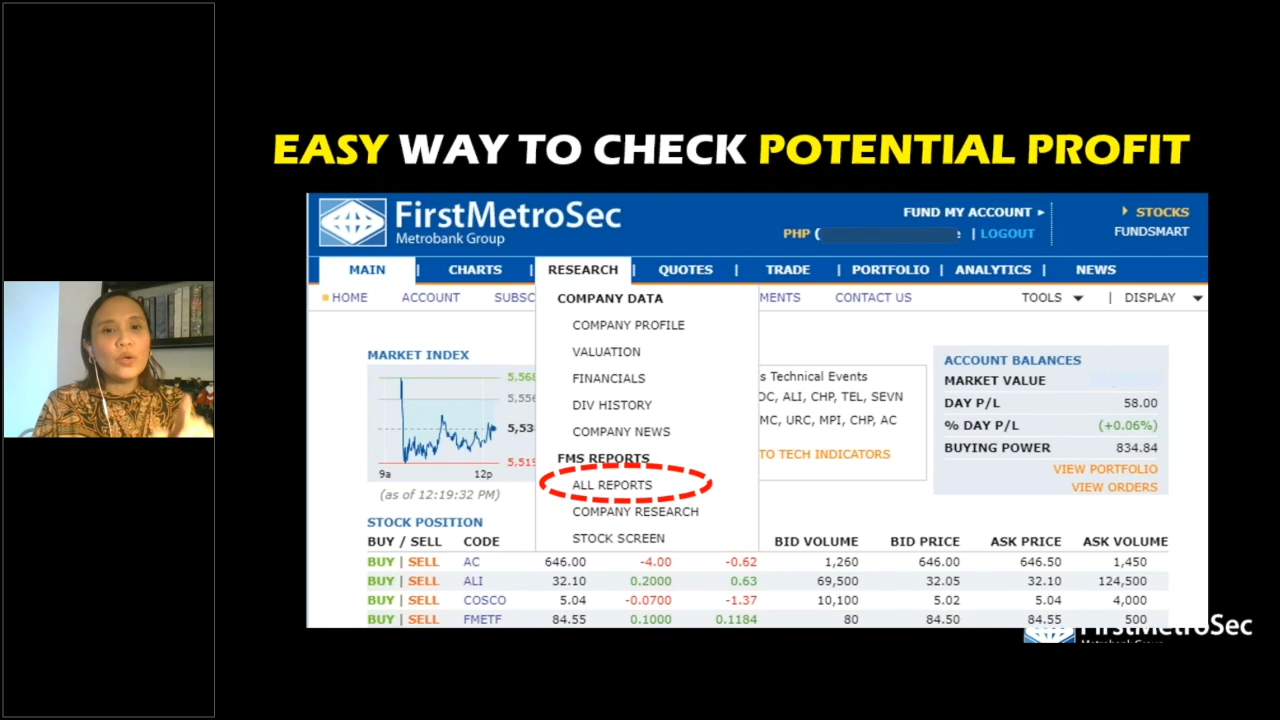 EASY WAY TO CHECK POTENTIAL PROFIT
FirstMetroSec
Metrobank Group
FUND MY ACCOUNT
STOCKS
PHP ( | LOGOUT
FUNDSMART
MAIN | CHARTS | RESEARCH | QUOTES | TRADE | PORTFOLIO | ANALYTICS | NEWS
HOME ACCOUNT SUBSC MENTS CONTACT US TOOLS | DISPLAY
COMPANY DATA
COMPANY PROFILE
VALUATION
FINANCIALS
DIV HISTORY
COMPANY NEWS
FMS REPORTS
ALL REPORTS
COMPANY RESEARCH
STOCK SCREEN
MARKET INDEX
5,568
5,556
5,53
5,519
9a 12p
(as of 12:19:32 PM)
s Technical Events
DC, ALI, CHP, TEL, SEVN
MC, URC, MPI, CHP, AC
TO TECH INDICATORS
ACCOUNT BALANCES
MARKET VALUE
DAY P/L 58.00
% DAY P/L (+0.06%)
BUYING POWER 834.84
VIEW PORTFOLIO
VIEW ORDERS
STOCK POSITION
BUY / SELL CODE BID VOLUME BID PRICE ASK PRICE ASK VOLUME
BUY | SELL AC 646.00 -4.00 -0.62 1,260 646.00 646.50 1,450
BUY | SELL ALI 32.10 0.2000 0.63 69,500 32.05 32.10 124,500
BUY | SELL COSCO 5.04 -0.0700 -1.37 10,100 5.02 5.04 4,000
BUY | SELL FMETF 84.55 0.1000 0.1184 80 84.50 84.55 500
FirstMetroSec